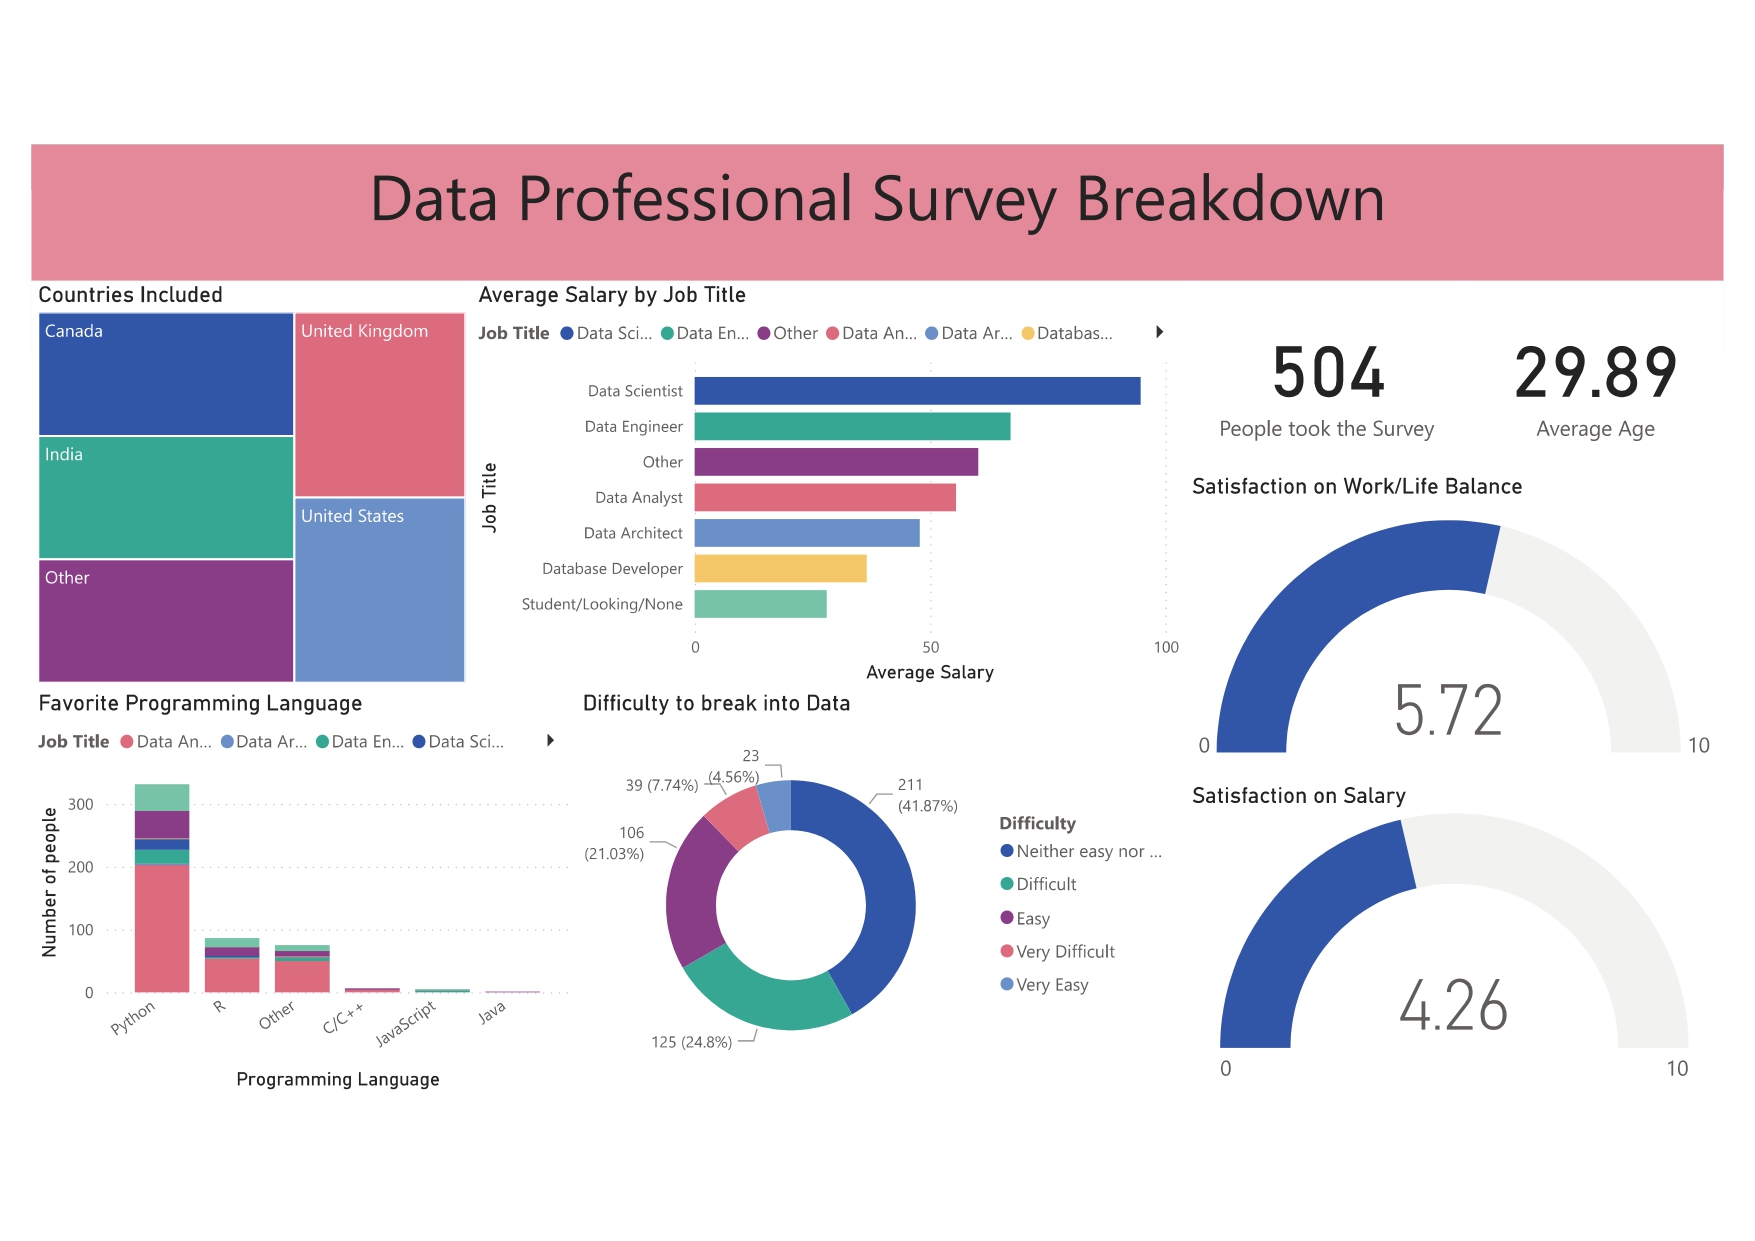 Data Professional Survey Breakdown
Countries Included
Canada
United Kingdom
India
United States
Other
Average Salary by Job Title
Job Title Data Sci... Data En... Other Data An... Data Ar... Databas...
Job Title
Data Scientist
Data Engineer
Other
Data Analyst
Data Architect
Database Developer
Student/Looking/None
0 50 100
Average Salary
504
People took the Survey
29.89
Average Age
Satisfaction on Work/Life Balance
5.72
0 10
Favorite Programming Language
Job Title Data An... Data Ar... Data En... Data Sci...
Number of people
300
200
100
0
Python R Other C/C++ JavaScript Java
Programming Language
Difficulty to break into Data
23
(4.56%)
39 (7.74%)
211
(41.87%)
106
(21.03%)
125 (24.8%)
Difficulty
Neither easy nor ...
Difficult
Easy
Very Difficult
Very Easy
Satisfaction on Salary
4.26
0 10